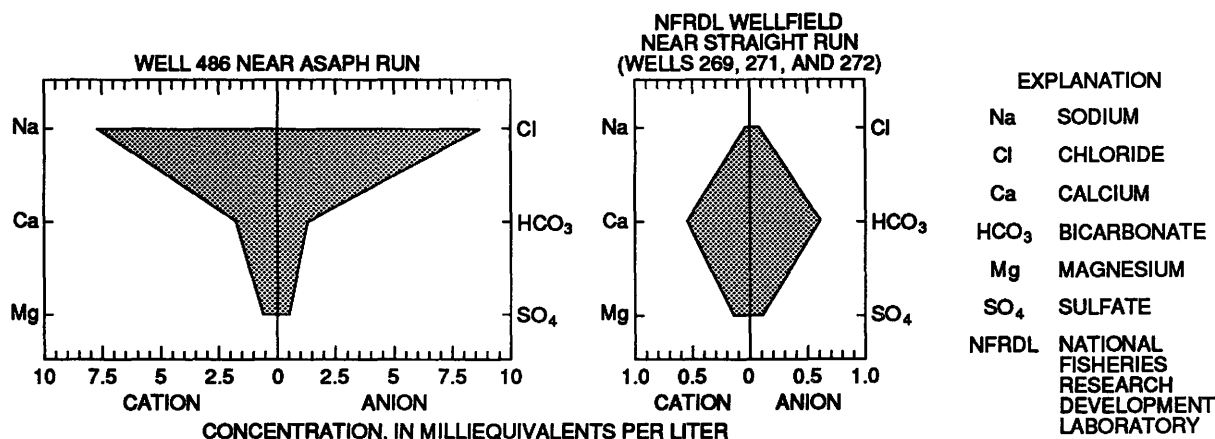 WELL 486 NEAR ASAPH RUN
Na
Ca
Mg
Cl
HCO3
SO4
10 7.5 5 2.5 0 2.5 5 7.5 10
CATION ANION
NFRDL WELLFIELD
NEAR STRAIGHT RUN
(WELLS 269, 271, AND 272)
Na
Ca
Mg
Cl
HCO3
SO4
1.0 0.5 0 0.5 1.0
CATION ANION
CONCENTRATION, IN MILLIEQUIVALENTS PER LITER
EXPLANATION
Na SODIUM
Cl CHLORIDE
Ca CALCIUM
HCO3 BICARBONATE
Mg MAGNESIUM
SO4 SULFATE
NFRDL NATIONAL
FISHERIES
RESEARCH
DEVELOPMENT
LABORATORY